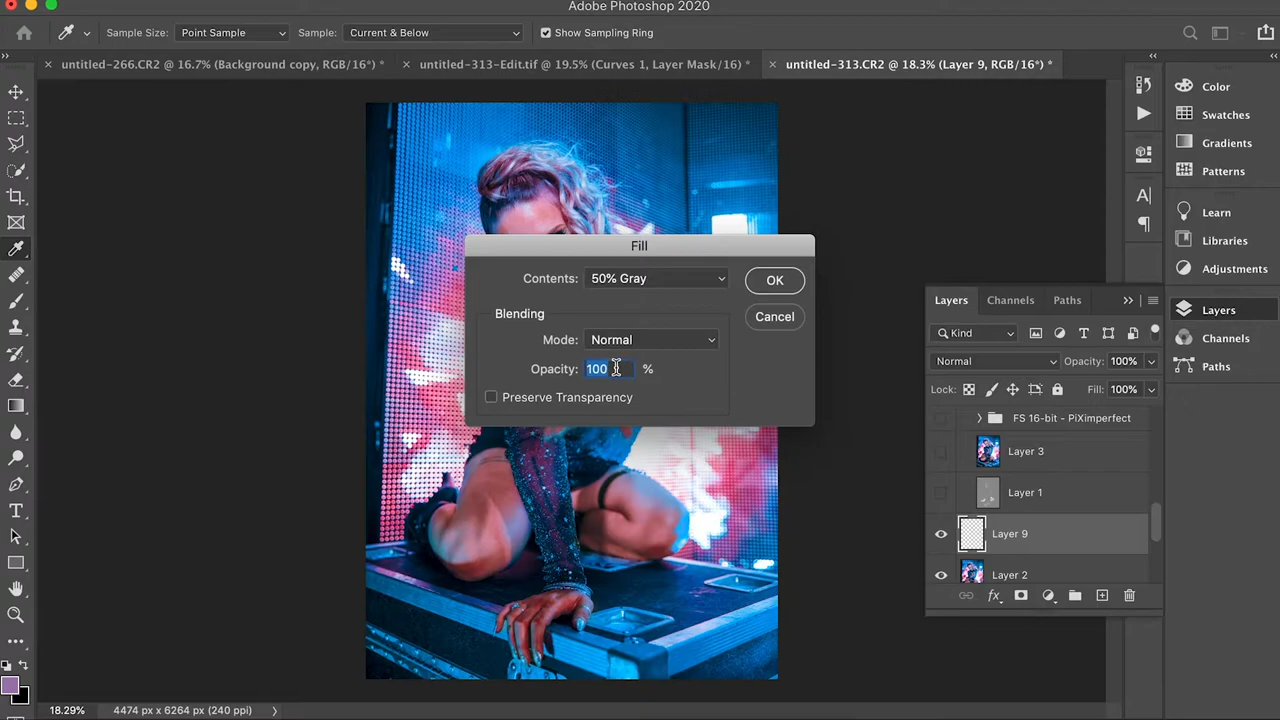 Adobe Photoshop 2020
Sample Size: Point Sample Sample: Current & Below Show Sampling Ring
untitled-266.CR2 @ 16.7% (Background copy, RGB/16*) * untitled-313-Edit.tif @ 19.5% (Curves 1, Layer Mask/16) * untitled-313.CR2 @ 18.3% (Layer 9, RGB/16*) *
Color
Swatches
Gradients
Patterns
Learn
Libraries
Adjustments
Layers
Channels
Paths
Fill
Contents: 50% Gray OK
Blending Cancel
Mode: Normal
Opacity: 100 %
Preserve Transparency
Layers Channels Paths
Kind
Normal Opacity: 100%
Lock: Fill: 100%
FS 16-bit - PiXimperfect
Layer 3
Layer 1
Layer 9
Layer 2
fx
18.29% 4474 px x 6264 px (240 ppi)